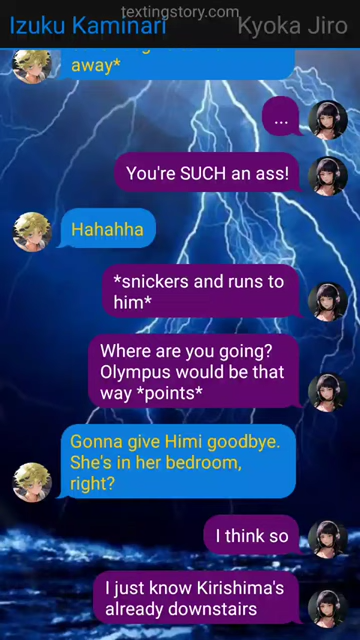 textingstory.com
Izuku Kaminari
Kyoka Jiro
away*
...
You're SUCH an ass!
Hahahha
*snickers and runs to
him*
Where are you going?
Olympus would be that
way *points*
Gonna give Himi goodbye.
She's in her bedroom,
right?
I think so
I just know Kirishima's
already downstairs